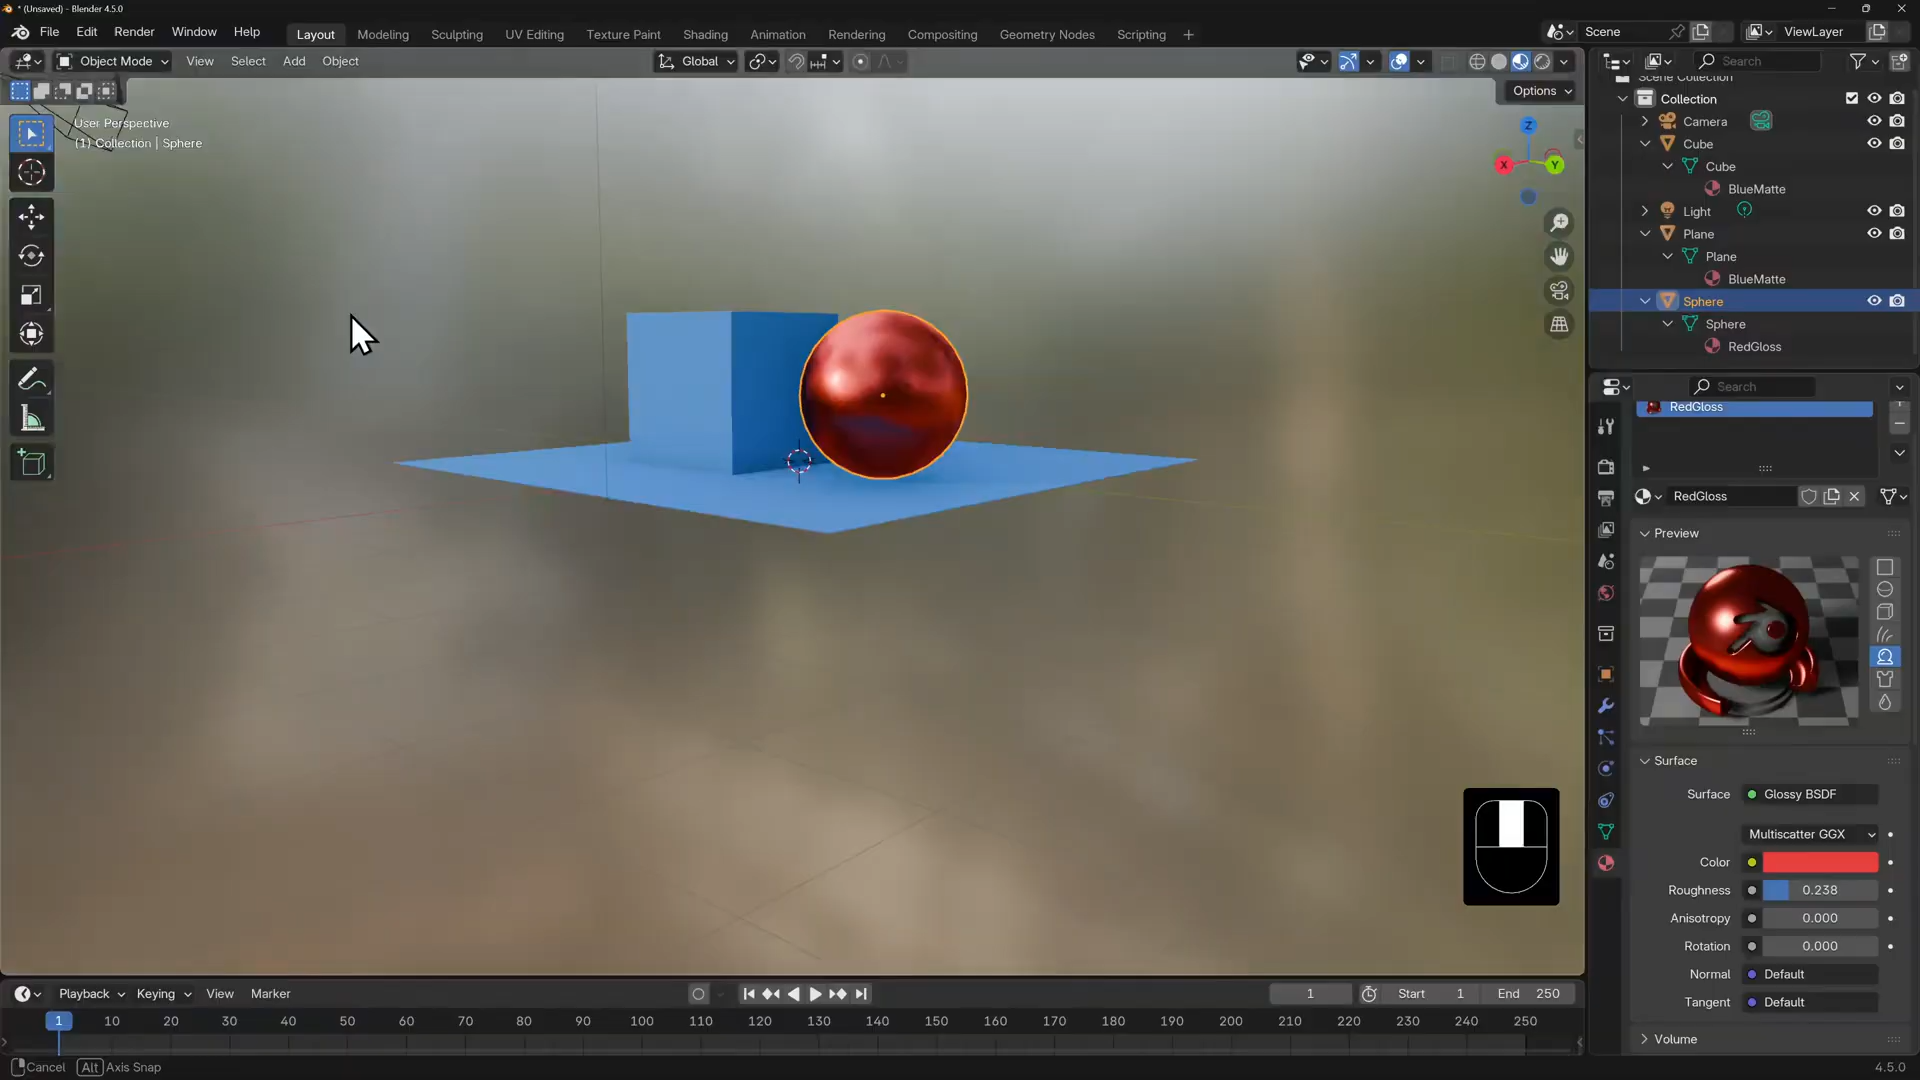 * (Unsaved) - Blender 4.5.0
File Edit Render Window Help
Layout Modeling Sculpting UV Editing Texture Paint Shading Animation Rendering Compositing Geometry Nodes Scripting +
Scene
ViewLayer
Object Mode View Select Add Object
Global
Search
Options
User Perspective
(1) Collection | Sphere
Z
X
Y
Scene Collection
Collection
Camera
Cube
Cube
BlueMatte
Light
Plane
Plane
BlueMatte
Sphere
Sphere
RedGloss
Search
RedGloss
RedGloss
Preview
Surface
Surface Glossy BSDF
Multiscatter GGX
Color
Roughness 0.238
Anisotropy 0.000
Rotation 0.000
Normal Default
Tangent Default
Volume
Playback Keying View Marker
1 Start 1 End 250
1 10 20 30 40 50 60 70 80 90 100 110 120 130 140 150 160 170 180 190 200 210 220 230 240 250
Cancel Alt Axis Snap
4.5.0